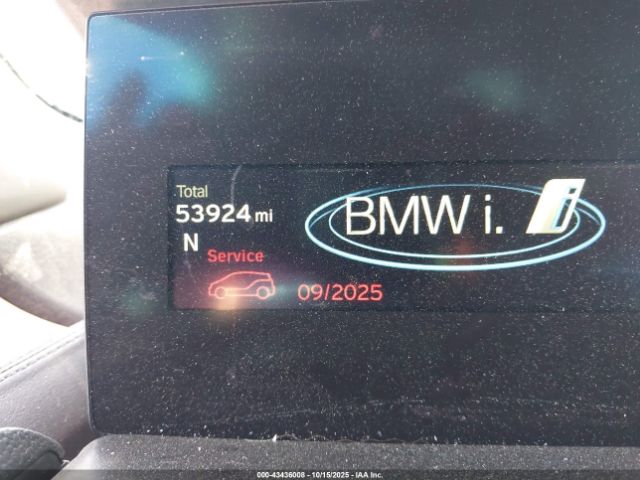 Total
53924 mi
BMW i.
i
N
Service
09/2025
000-43436008 - 10/15/2025 - IAA Inc.